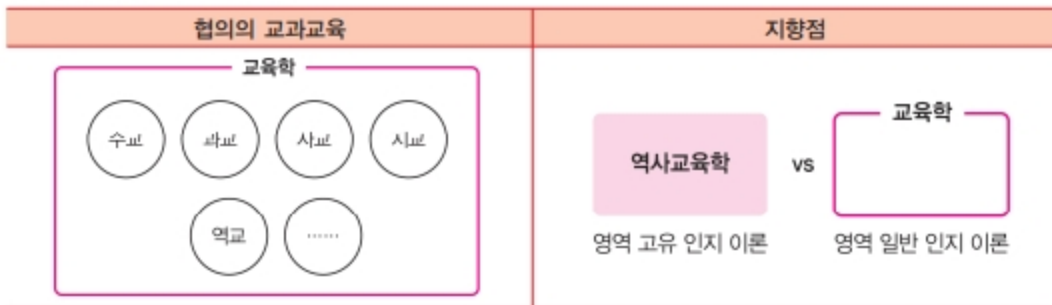 협의의 교과교육
지향점
교육학
수교
과교
사교
시교
역교
……
교육학
역사교육학
vs
영역 고유 인지 이론
영역 일반 인지 이론